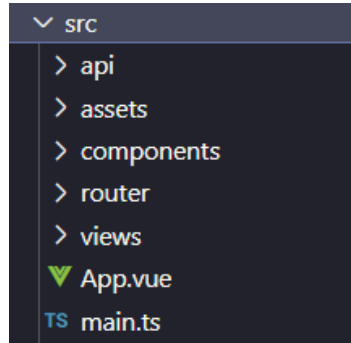 src
api
assets
components
router
views
App.vue
TS main.ts